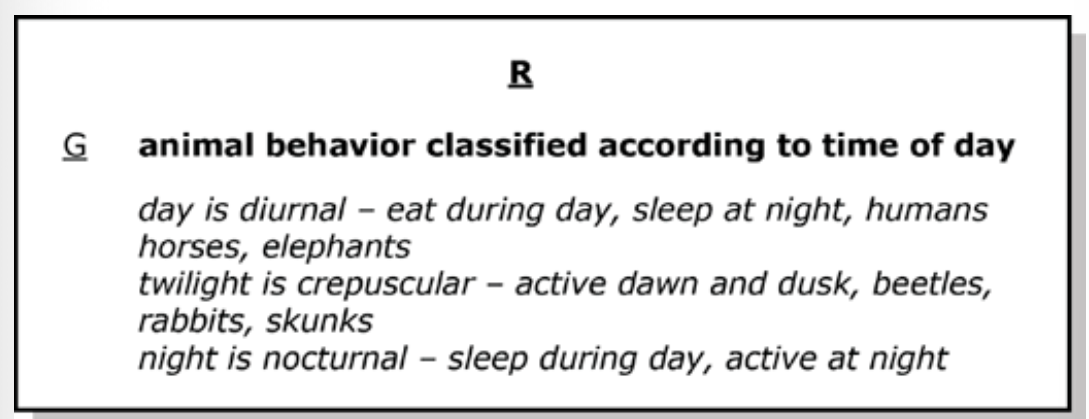 R
G animal behavior classified according to time of day
day is diurnal – eat during day, sleep at night, humans
horses, elephants
twilight is crepuscular – active dawn and dusk, beetles,
rabbits, skunks
night is nocturnal – sleep during day, active at night